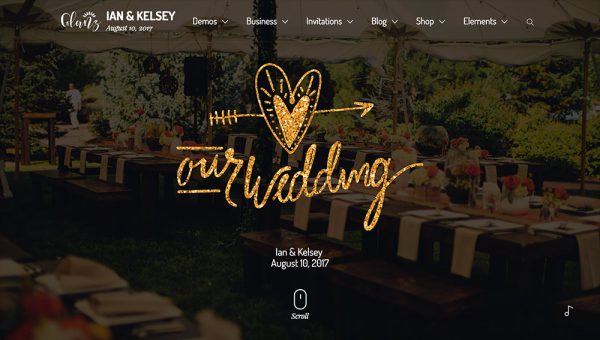 Glanz
IAN & KELSEY
August 10, 2017
Demos Business Invitations Blog Shop Elements
our wedding
Ian & Kelsey
August 10, 2017
Scroll